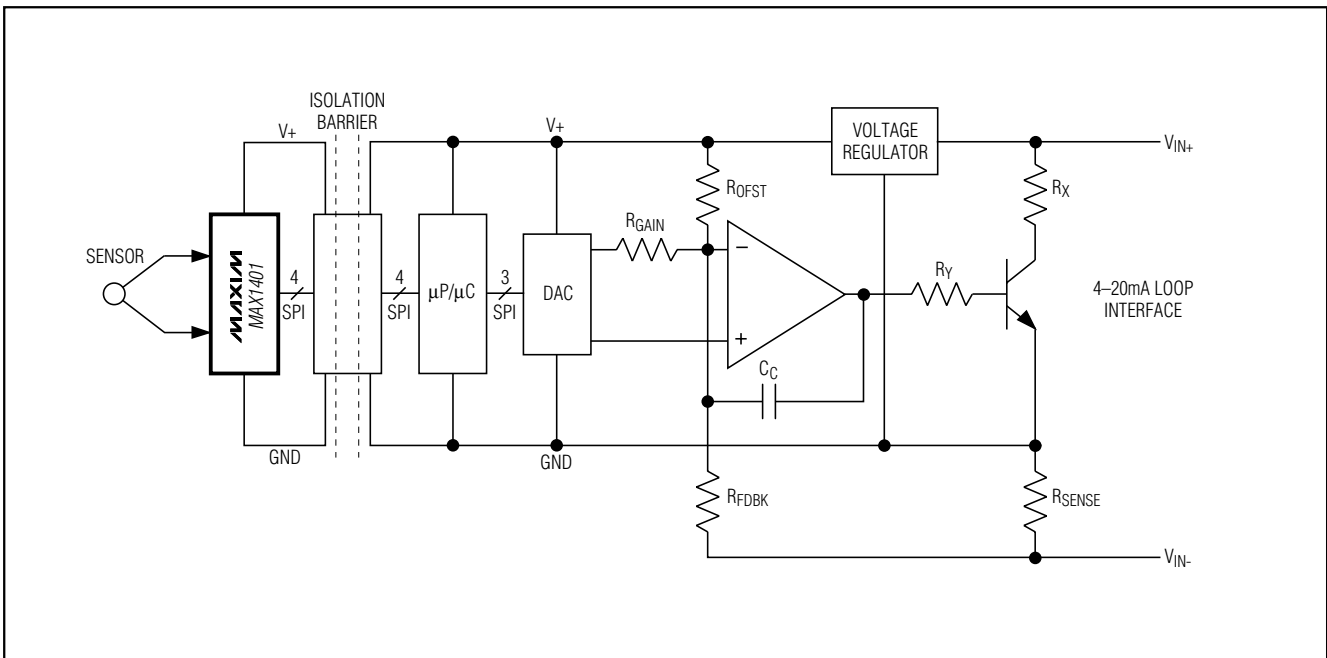 ISOLATION
BARRIER
V+
V+
VOLTAGE
REGULATOR
VIN+
ROFST
RX
RGAIN
SENSOR
MAXIM
MAX1401
4
SPI
4
SPI
µP/µC
3
SPI
DAC
−
+
RY
4–20mA LOOP
INTERFACE
CC
GND
GND
RFDBK
RSENSE
VIN-